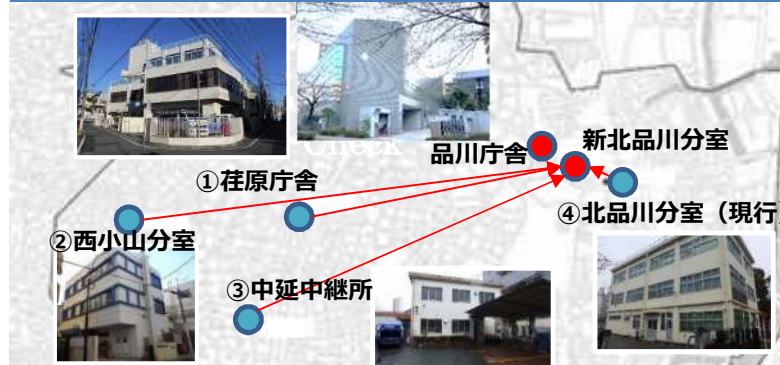 Check
品川庁舎
新北品川分室
①荏原庁舎
②西小山分室
④北品川分室（現行
③中延中継所